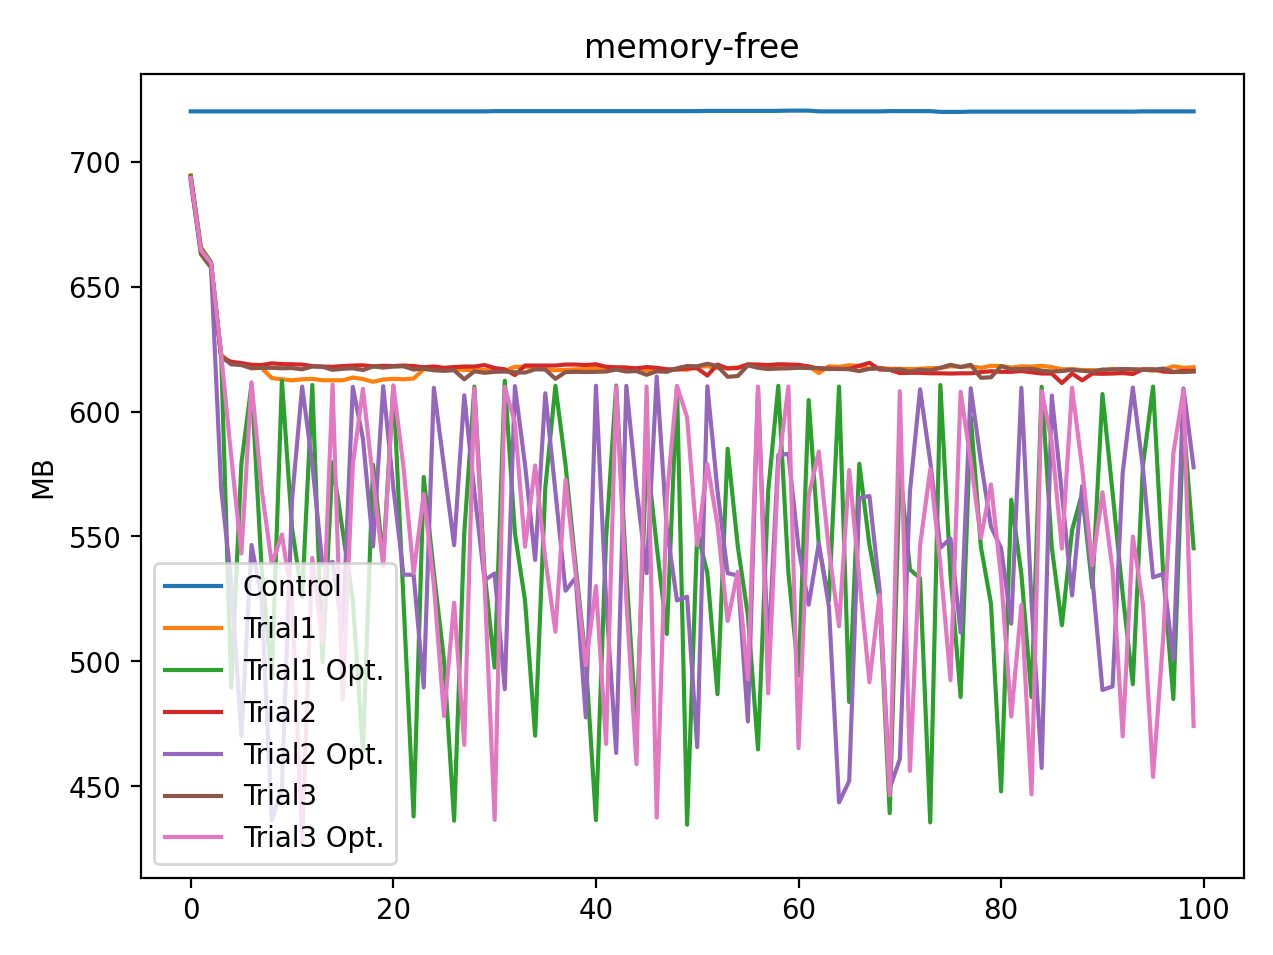 memory-free
MB
700
650
600
550
500
450
Control
Trial1
Trial1 Opt.
Trial2
Trial2 Opt.
Trial3
Trial3 Opt.
0 20 40 60 80 100